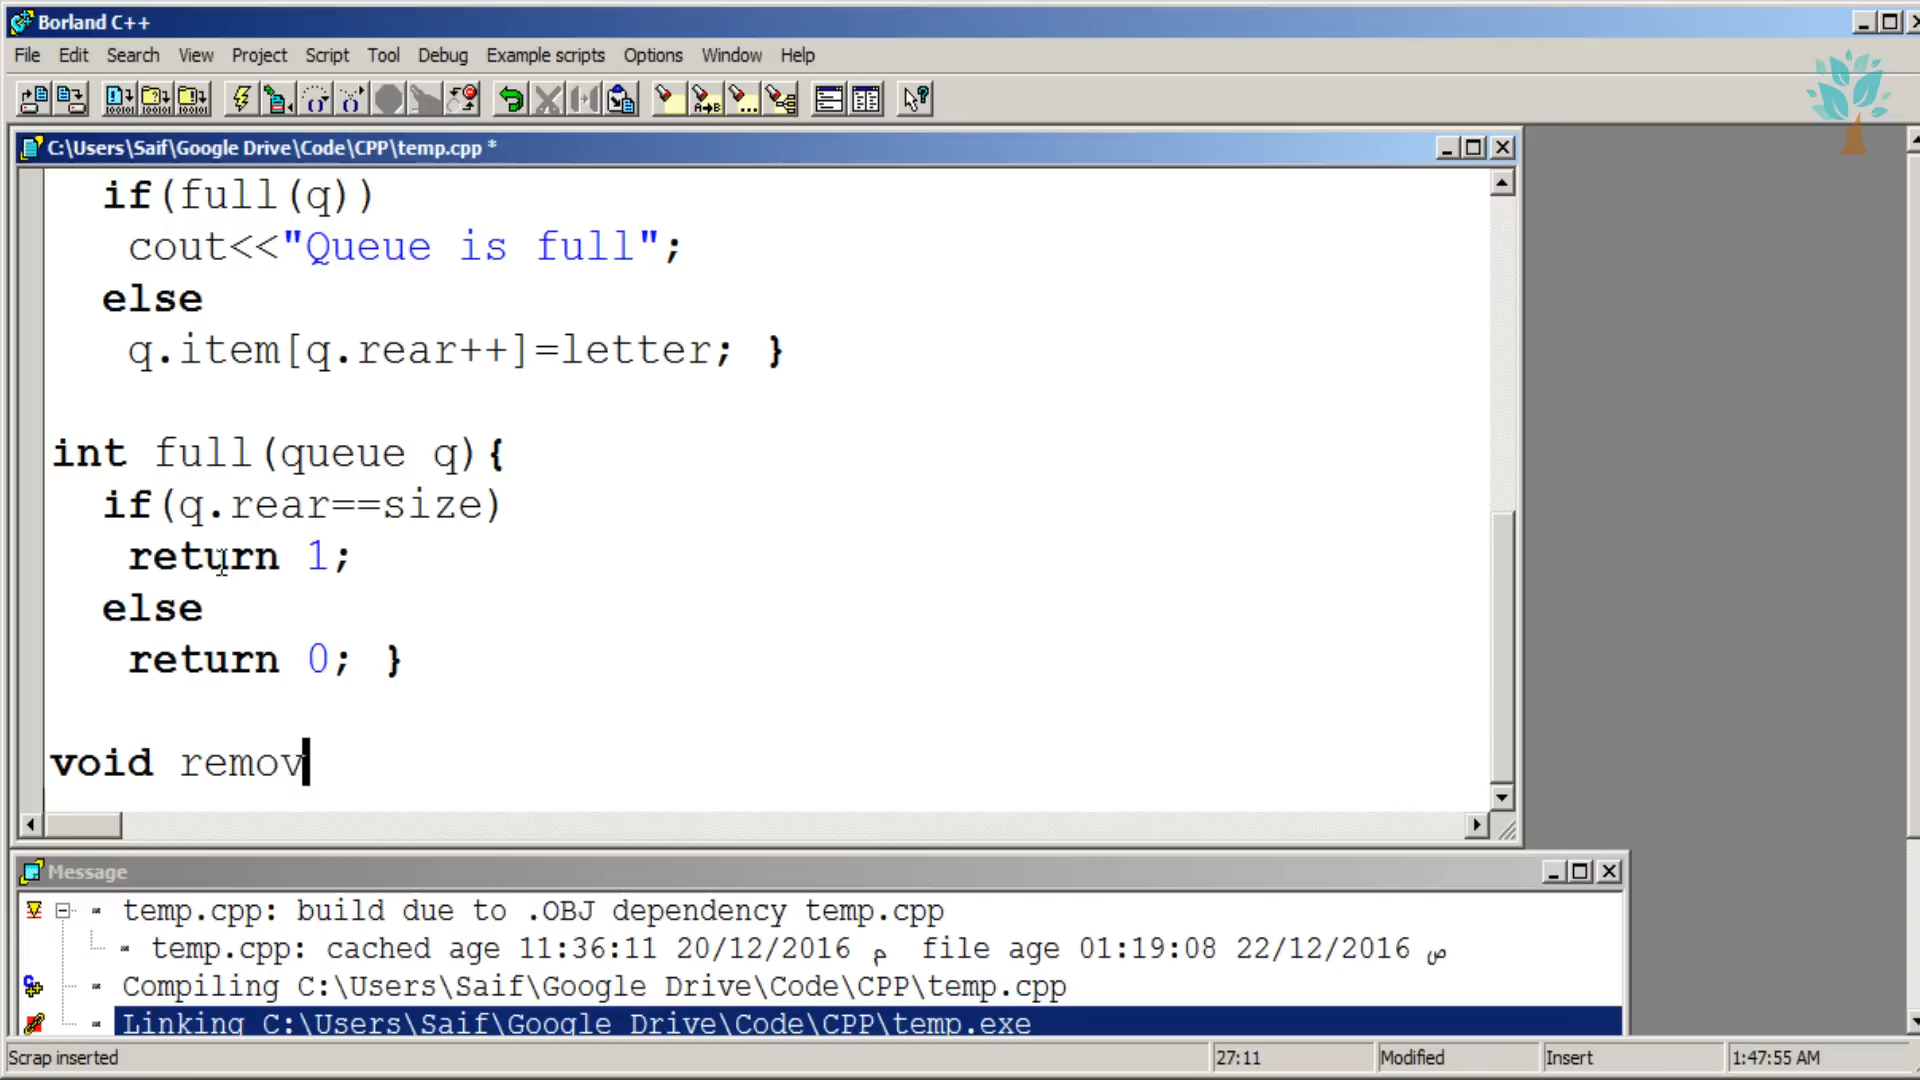 Borland C++
File Edit Search View Project Script Tool Debug Example scripts Options Window Help
C:\Users\Saif\Google Drive\Code\CPP\temp.cpp *
if(full(q))
cout<<"Queue is full";
else
q.item[q.rear++]=letter; }
int full(queue q){
if(q.rear==size)
return 1;
else
return 0; }
void remov
Message
temp.cpp: build due to .OBJ dependency temp.cpp
temp.cpp: cached age 11:36:11 20/12/2016 م file age 01:19:08 22/12/2016 ص
Compiling C:\Users\Saif\Google Drive\Code\CPP\temp.cpp
Linking C:\Users\Saif\Google Drive\Code\CPP\temp.exe
Scrap inserted 27:11 Modified Insert 1:47:55 AM